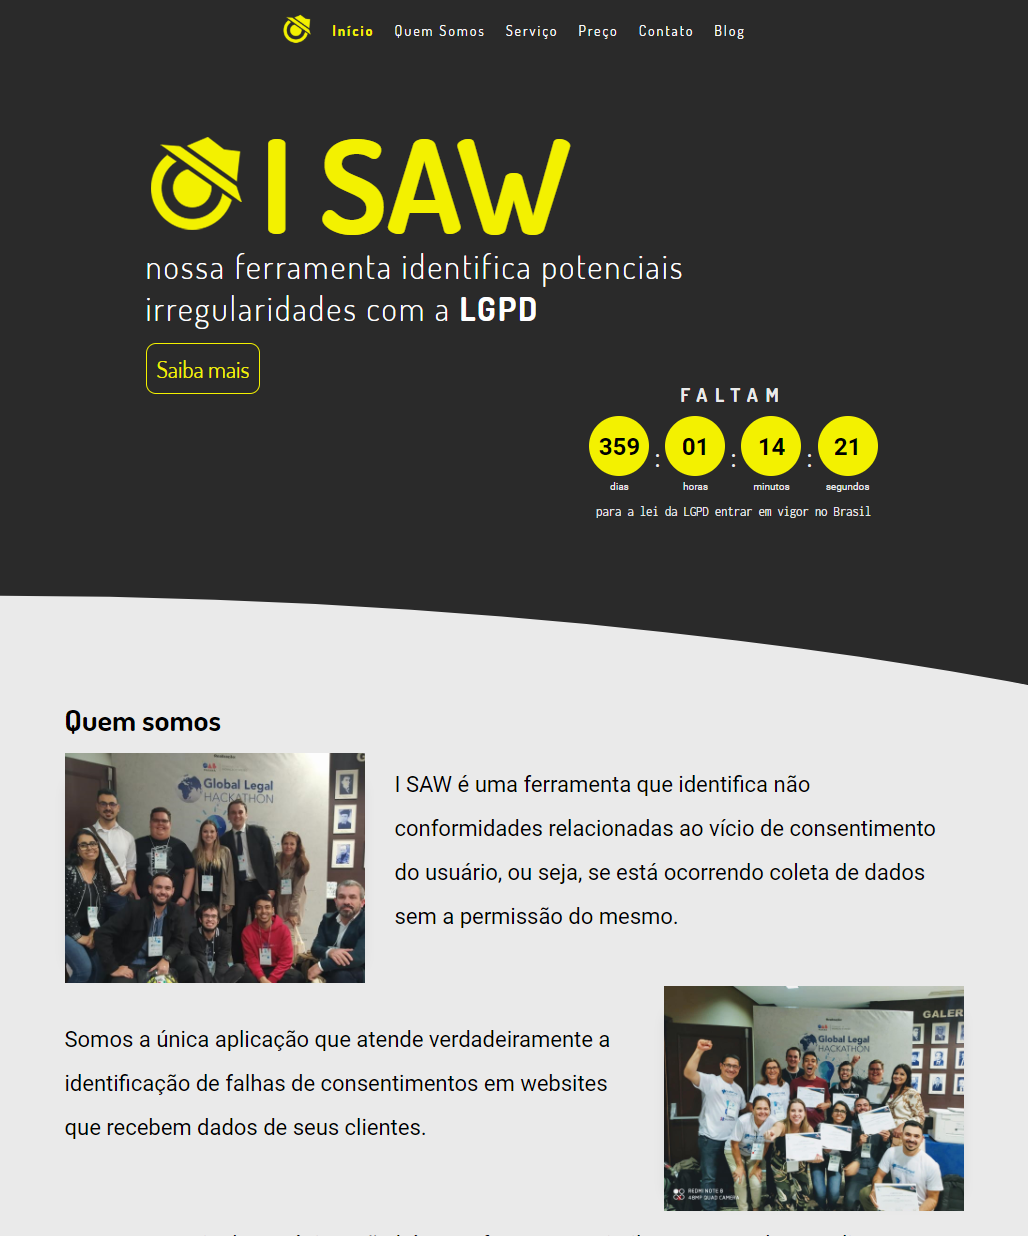 Início Quem Somos Serviço Preço Contato Blog
I SAW
nossa ferramenta identifica potenciais
irregularidades com a LGPD
Saiba mais
FALTAM
359 : 01 : 14 : 21
dias horas minutos segundos
para a lei da LGPD entrar em vigor no Brasil
Quem somos
Global Legal
HACKATHON
I SAW é uma ferramenta que identifica não
conformidades relacionadas ao vício de consentimento
do usuário, ou seja, se está ocorrendo coleta de dados
sem a permissão do mesmo.
GALER
Global Legal
HACKATHON
Somos a única aplicação que atende verdadeiramente a
identificação de falhas de consentimentos em websites
que recebem dados de seus clientes.
REDMI NOTE 8
48MP QUAD CAMERA